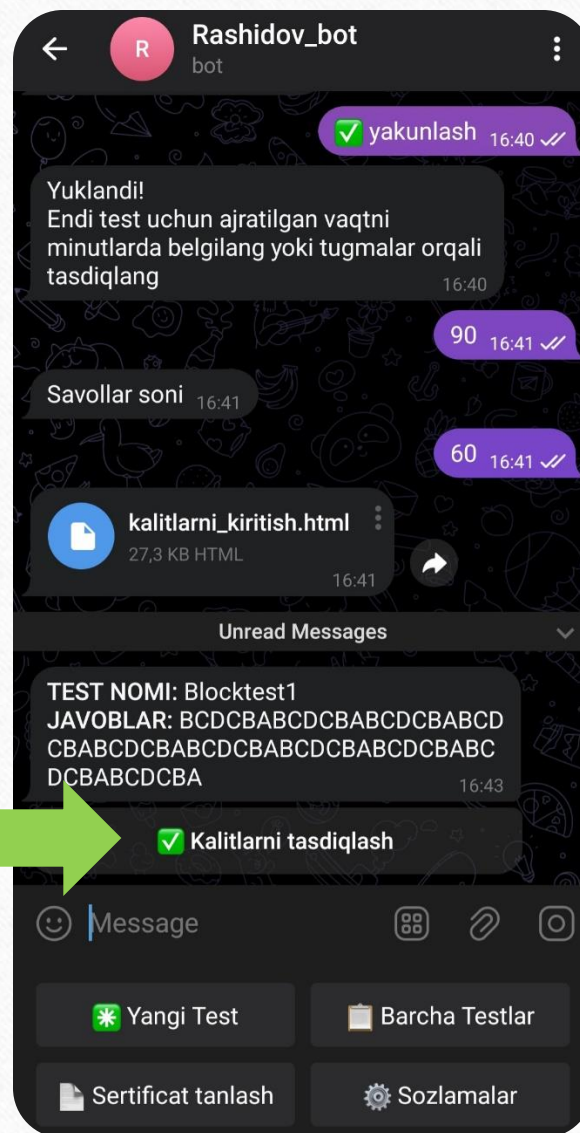 R
Rashidov_bot
bot
✅ yakunlash 16:40
Yuklandi!
Endi test uchun ajratilgan vaqtni
minutlarda belgilang yoki tugmalar orqali
tasdiqlang
16:40
90 16:41
Savollar soni 16:41
60 16:41
kalitlarni_kiritish.html
27,3 KB HTML
16:41
Unread Messages
TEST NOMI: Blocktest1
JAVOBLAR: BCDCBABCDCBABCDCBABCD
CBABCDCBABCDCBABCDCBABCDCBABC
DCBABCDCBA
16:43
✅ Kalitlarni tasdiqlash
Message
✳️ Yangi Test
📋 Barcha Testlar
📄 Sertificat tanlash
⚙️ Sozlamalar